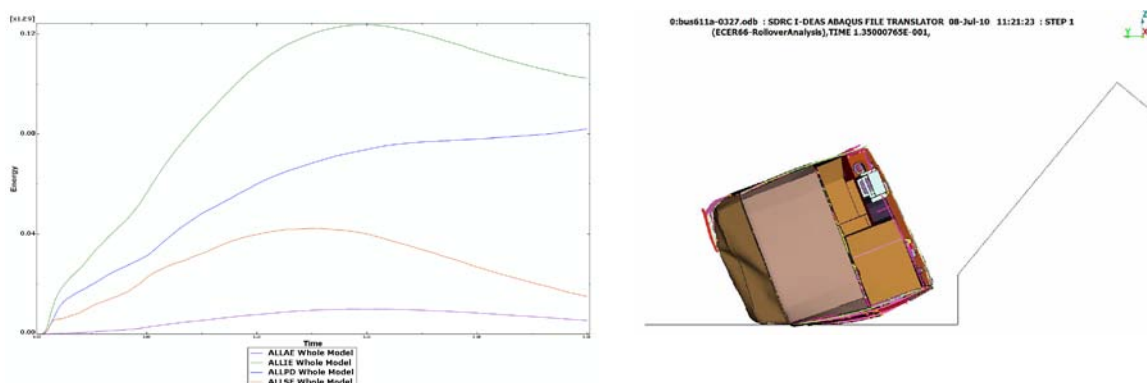 [x1.E9]
0.12
0.08
0.04
0.00
Energy
Time
ALLAE Whole Model
ALLIE Whole Model
ALLPD Whole Model
ALLSE Whole Model
0:bus611a-0327.odb : SDRC I-DEAS ABAQUS FILE TRANSLATOR 08-Jul-10 11:21:23 : STEP 1
(ECER66-RolloverAnalysis),TIME 1.35000765E-001,
Z
Y
X